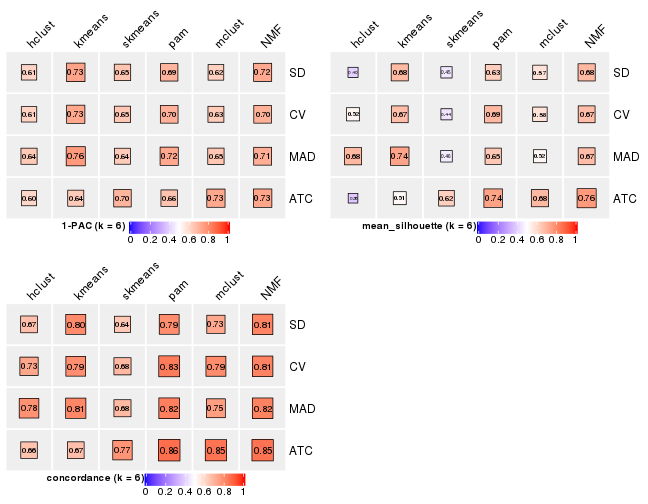 hclust kmeans skmeans pam mclust NMF
0.61 0.73 0.65 0.69 0.62 0.72 SD
0.61 0.73 0.65 0.70 0.63 0.70 CV
0.64 0.76 0.64 0.72 0.65 0.71 MAD
0.60 0.64 0.70 0.66 0.73 0.73 ATC
1-PAC (k = 6)
0 0.2 0.4 0.6 0.8 1
hclust kmeans skmeans pam mclust NMF
0.68 0.63 0.57 0.68 SD
0.52 0.67 0.44 0.69 0.58 0.67 CV
0.68 0.74 0.65 0.52 0.67 MAD
0.51 0.62 0.74 0.68 0.76 ATC
mean_silhouette (k = 6)
0 0.2 0.4 0.6 0.8 1
hclust kmeans skmeans pam mclust NMF
0.67 0.80 0.64 0.79 0.73 0.81 SD
0.73 0.79 0.68 0.83 0.79 0.81 CV
0.78 0.81 0.68 0.82 0.75 0.82 MAD
0.66 0.67 0.77 0.86 0.85 0.85 ATC
concordance (k = 6)
0 0.2 0.4 0.6 0.8 1